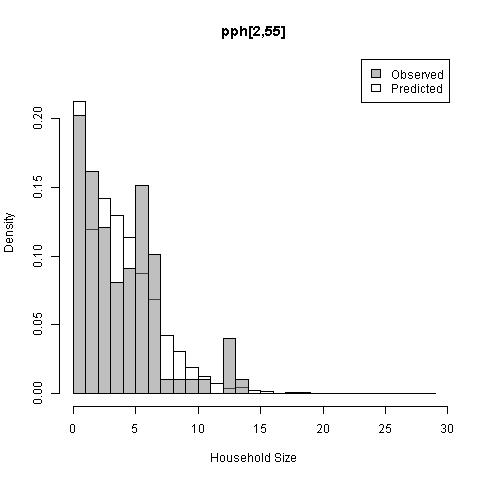 pph[2,55]
Observed
Predicted
Density
0.20
0.15
0.10
0.05
0.00
0 5 10 15 20 25 30
Household Size